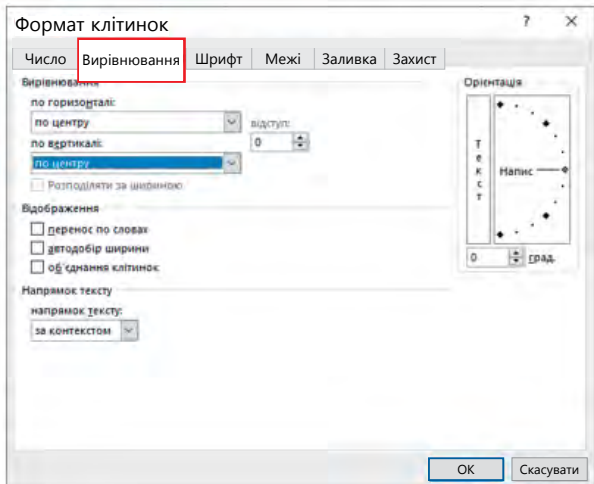 Формат клітинок ? ×
Число Вирівнювання Шрифт Межі Заливка Захист
Вирівнювання
по горизонталі:
по центру
відступ:
по вертикалі:
0
по центру
Розподіляти за шириною
Відображення
перенос по словах
автодобір ширини
об'єднання клітинок
Напрямок тексту
напрямок тексту:
за контекстом
Орієнтація
Текст
Напис
0 град.
ОК Скасувати